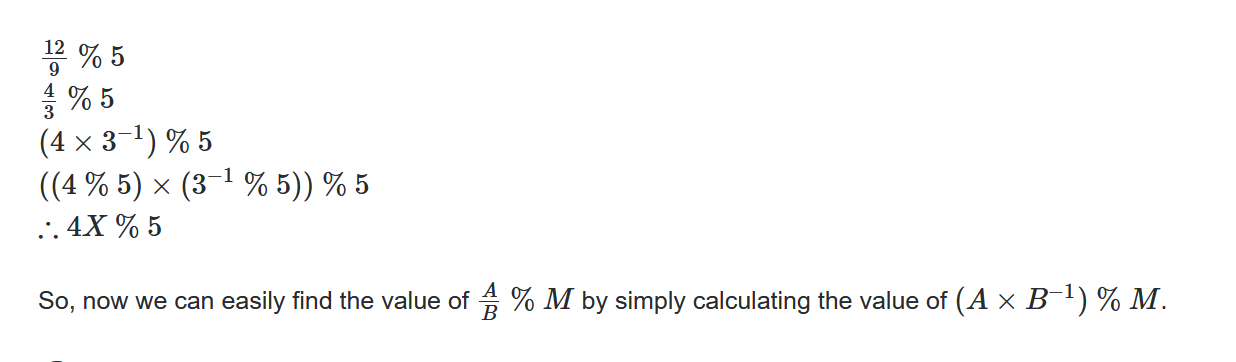 12/9 % 5
4/3 % 5
(4 × 3⁻¹) % 5
((4 % 5) × (3⁻¹ % 5)) % 5
∴ 4X % 5
So, now we can easily find the value of A/B % M by simply calculating the value of (A × B⁻¹) % M.